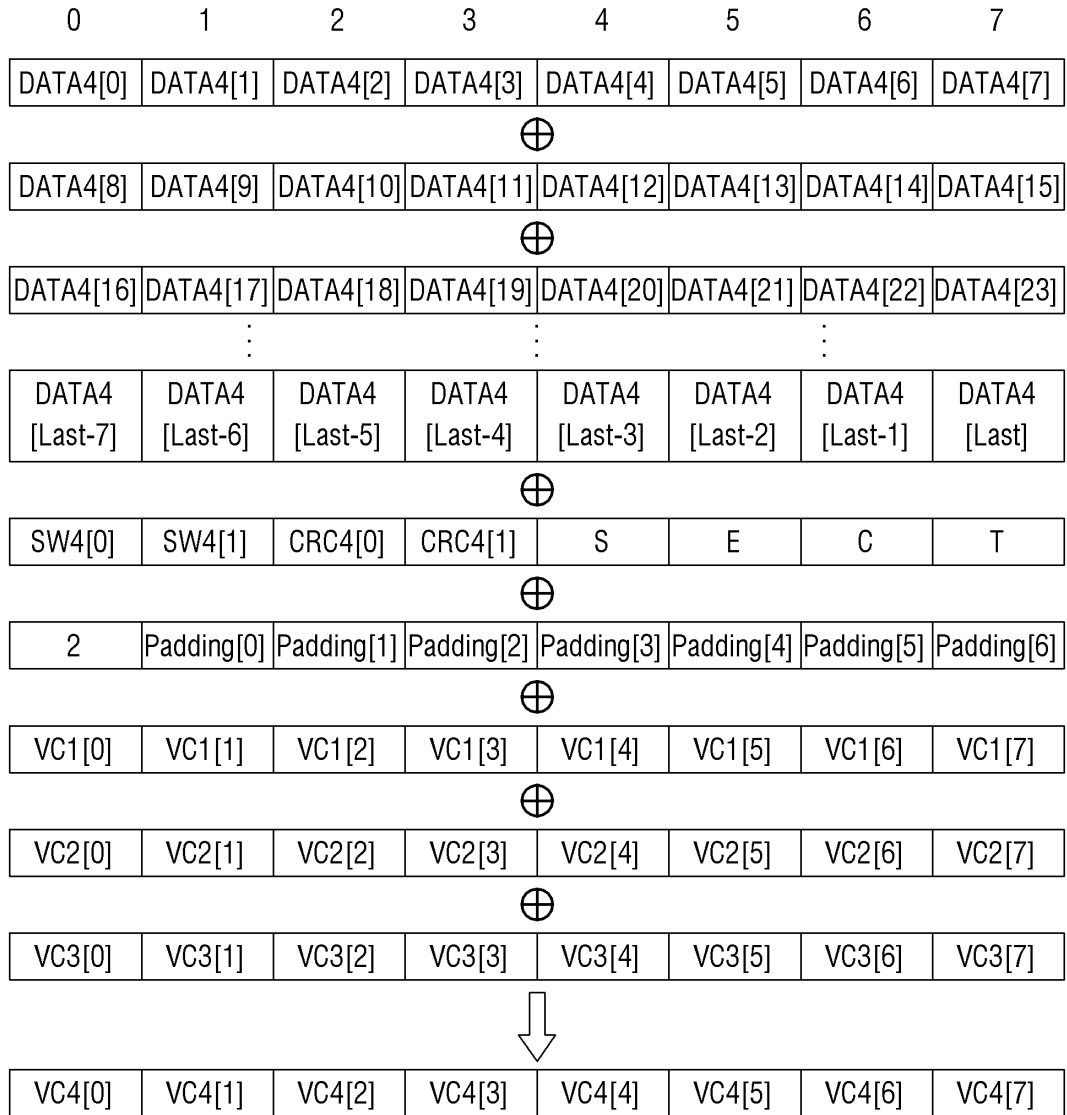 0 1 2 3 4 5 6 7
DATA4[0] DATA4[1] DATA4[2] DATA4[3] DATA4[4] DATA4[5] DATA4[6] DATA4[7]
⊕
DATA4[8] DATA4[9] DATA4[10] DATA4[11] DATA4[12] DATA4[13] DATA4[14] DATA4[15]
⊕
DATA4[16] DATA4[17] DATA4[18] DATA4[19] DATA4[20] DATA4[21] DATA4[22] DATA4[23]
⋮ ⋮ ⋮
DATA4 DATA4 DATA4 DATA4 DATA4 DATA4 DATA4 DATA4
[Last-7] [Last-6] [Last-5] [Last-4] [Last-3] [Last-2] [Last-1] [Last]
⊕
SW4[0] SW4[1] CRC4[0] CRC4[1] S E C T
⊕
2 Padding[0] Padding[1] Padding[2] Padding[3] Padding[4] Padding[5] Padding[6]
⊕
VC1[0] VC1[1] VC1[2] VC1[3] VC1[4] VC1[5] VC1[6] VC1[7]
⊕
VC2[0] VC2[1] VC2[2] VC2[3] VC2[4] VC2[5] VC2[6] VC2[7]
⊕
VC3[0] VC3[1] VC3[2] VC3[3] VC3[4] VC3[5] VC3[6] VC3[7]
VC4[0] VC4[1] VC4[2] VC4[3] VC4[4] VC4[5] VC4[6] VC4[7]